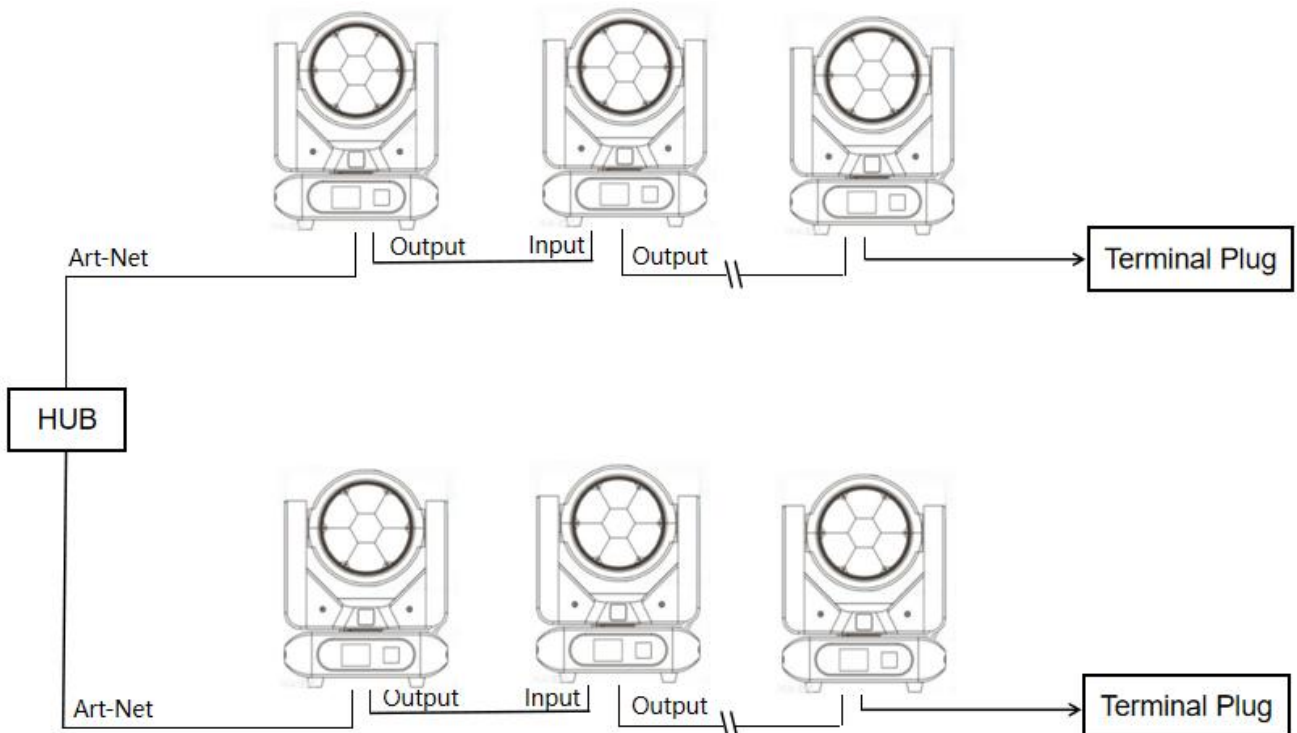 Art-Net
Output
Input
Output
Terminal Plug
HUB
Art-Net
Output
Input
Output
Terminal Plug